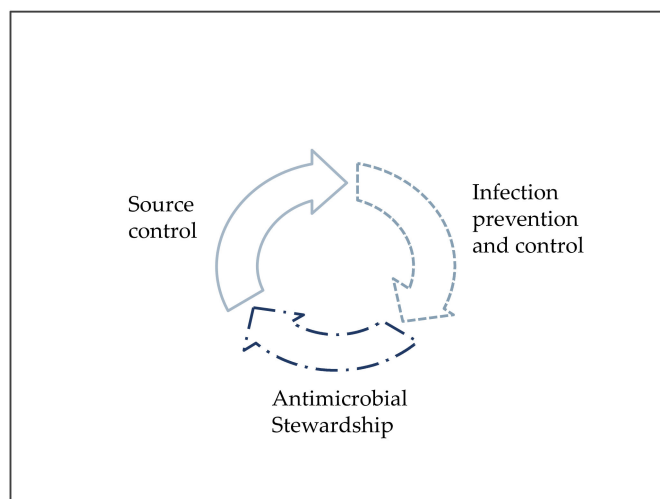 Source
control
Infection
prevention
and control
Antimicrobial
Stewardship